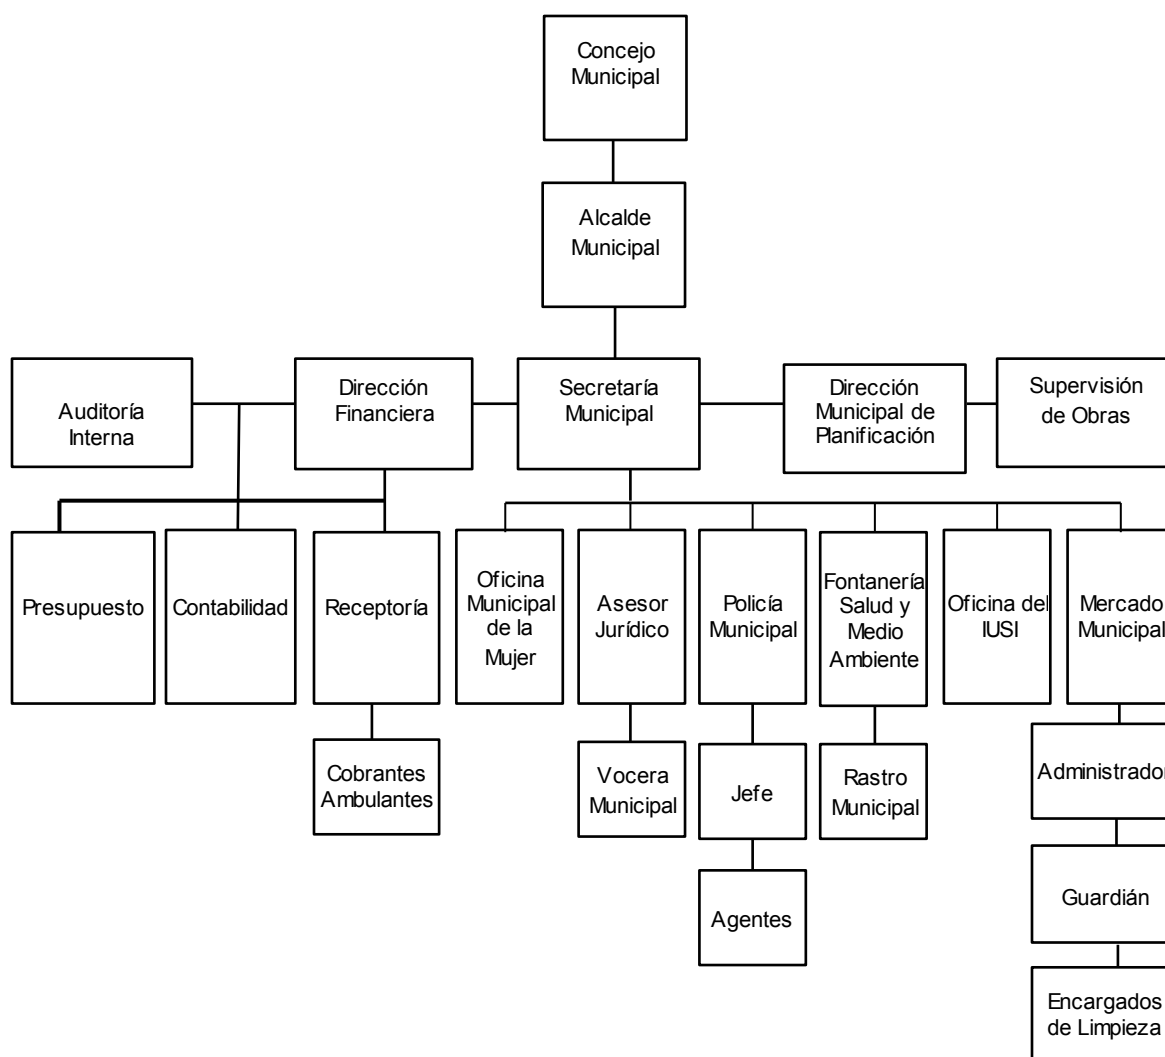 Concejo
Municipal
Alcalde
Municipal
Auditoría
Interna
Dirección
Financiera
Secretaría
Municipal
Dirección
Municipal de
Planificación
Supervisión
de Obras
Presupuesto
Contabilidad
Receptoría
Oficina
Municipal
de la
Mujer
Asesor
Jurídico
Policía
Municipal
Fontanería
Salud y
Medio
Ambiente
Oficina del
IUSI
Mercado
Municipal
Cobrantes
Ambulantes
Vocera
Municipal
Jefe
Rastro
Municipal
Administrador
Agentes
Guardián
Encargados
de Limpieza